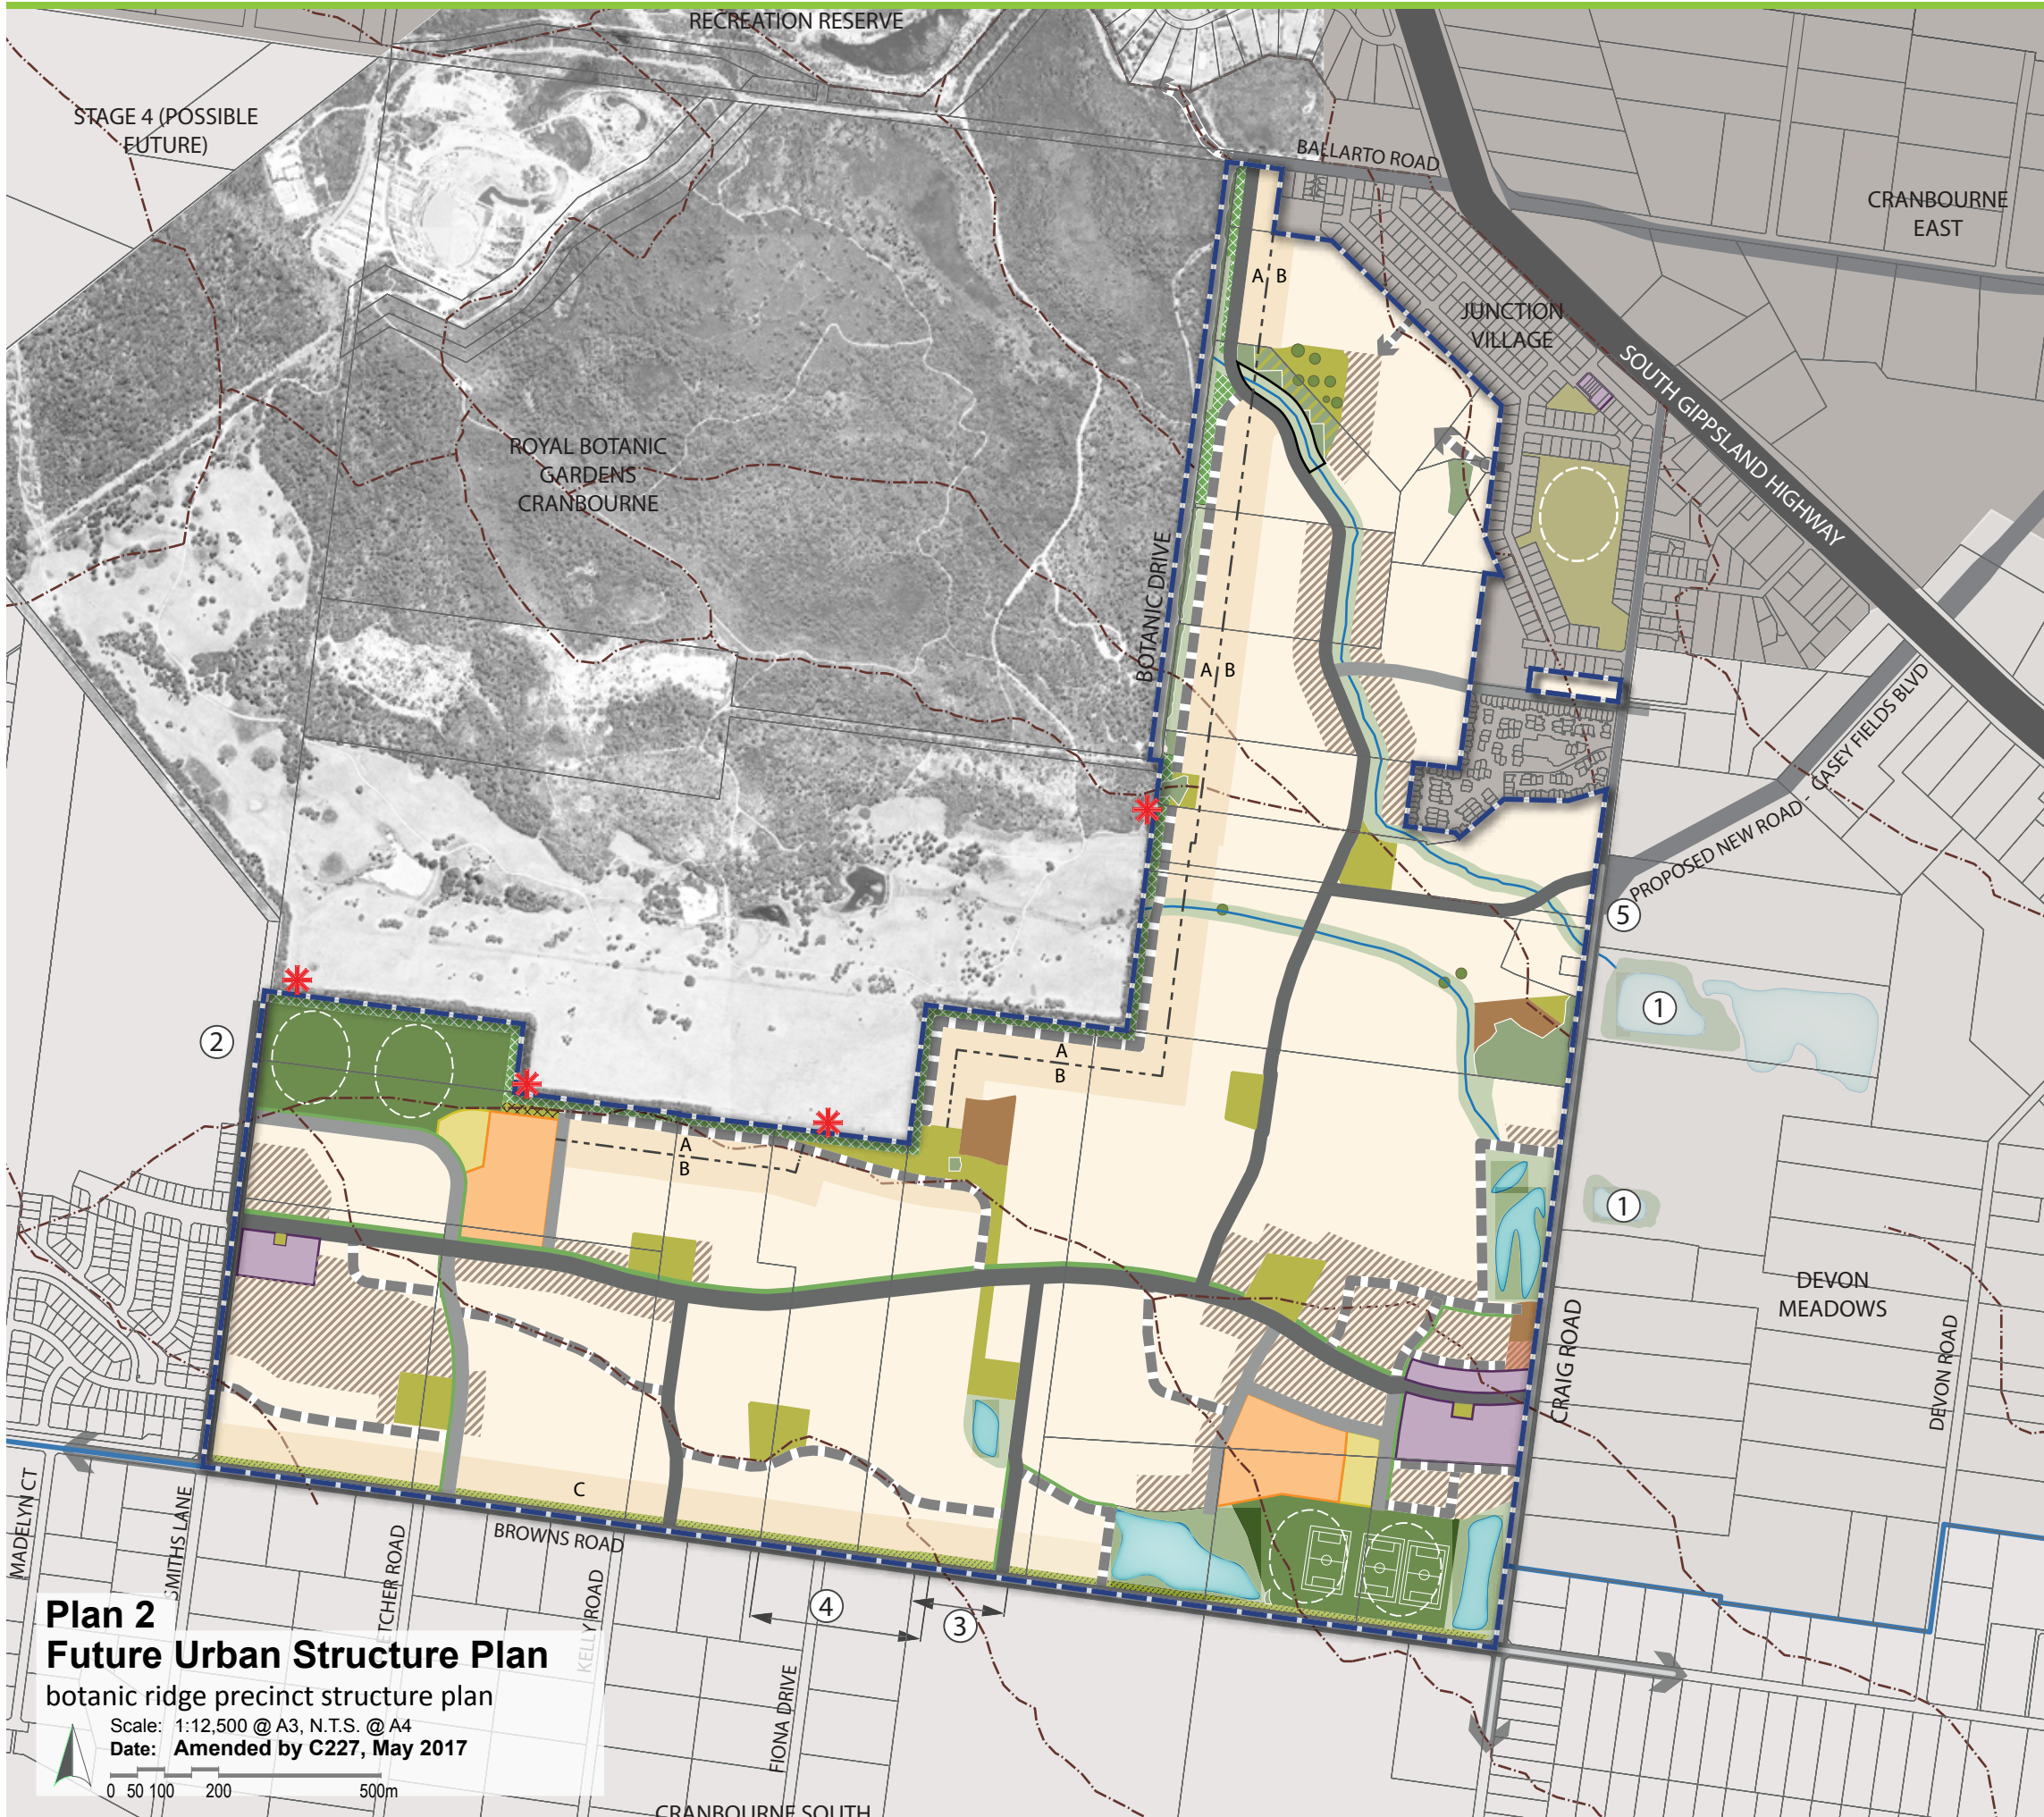 RECREATION RESERVE
STAGE 4 (POSSIBLE
FUTURE)
BALLARTO ROAD
CRANBOURNE
EAST
A B
JUNCTION
VILLAGE
SOUTH GIPPSLAND HIGHWAY
ROYAL BOTANIC
GARDENS
CRANBOURNE
BOTANIC DRIVE
A B
PROPOSED NEW ROAD - CASEY FIELDS BLVD
5
1
2
A
B
A
B
1
DEVON
MEADOWS
CRAIG ROAD
DEVON ROAD
C
BROWNS ROAD
MADELYN CT
SMITHS LANE
ETCHER ROAD
KELLY ROAD
FIONA DRIVE
4
3
Plan 2
Future Urban Structure Plan
botanic ridge precinct structure plan
Scale: 1:12,500 @ A3, N.T.S. @ A4
Date: Amended by C227, May 2017
0 50 100 200 500m
CRANBOURNE SOUTH